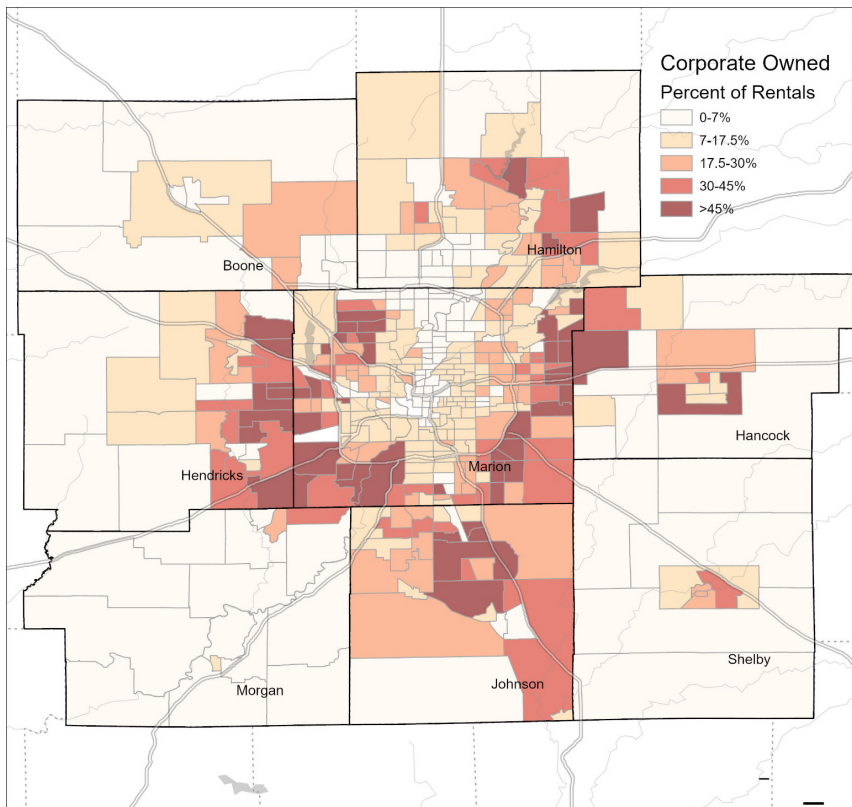 Corporate Owned
Percent of Rentals
0-7%
7-17.5%
17.5-30%
30-45%
>45%
Hamilton
Boone
Hancock
Marion
Hendricks
Shelby
Johnson
Morgan